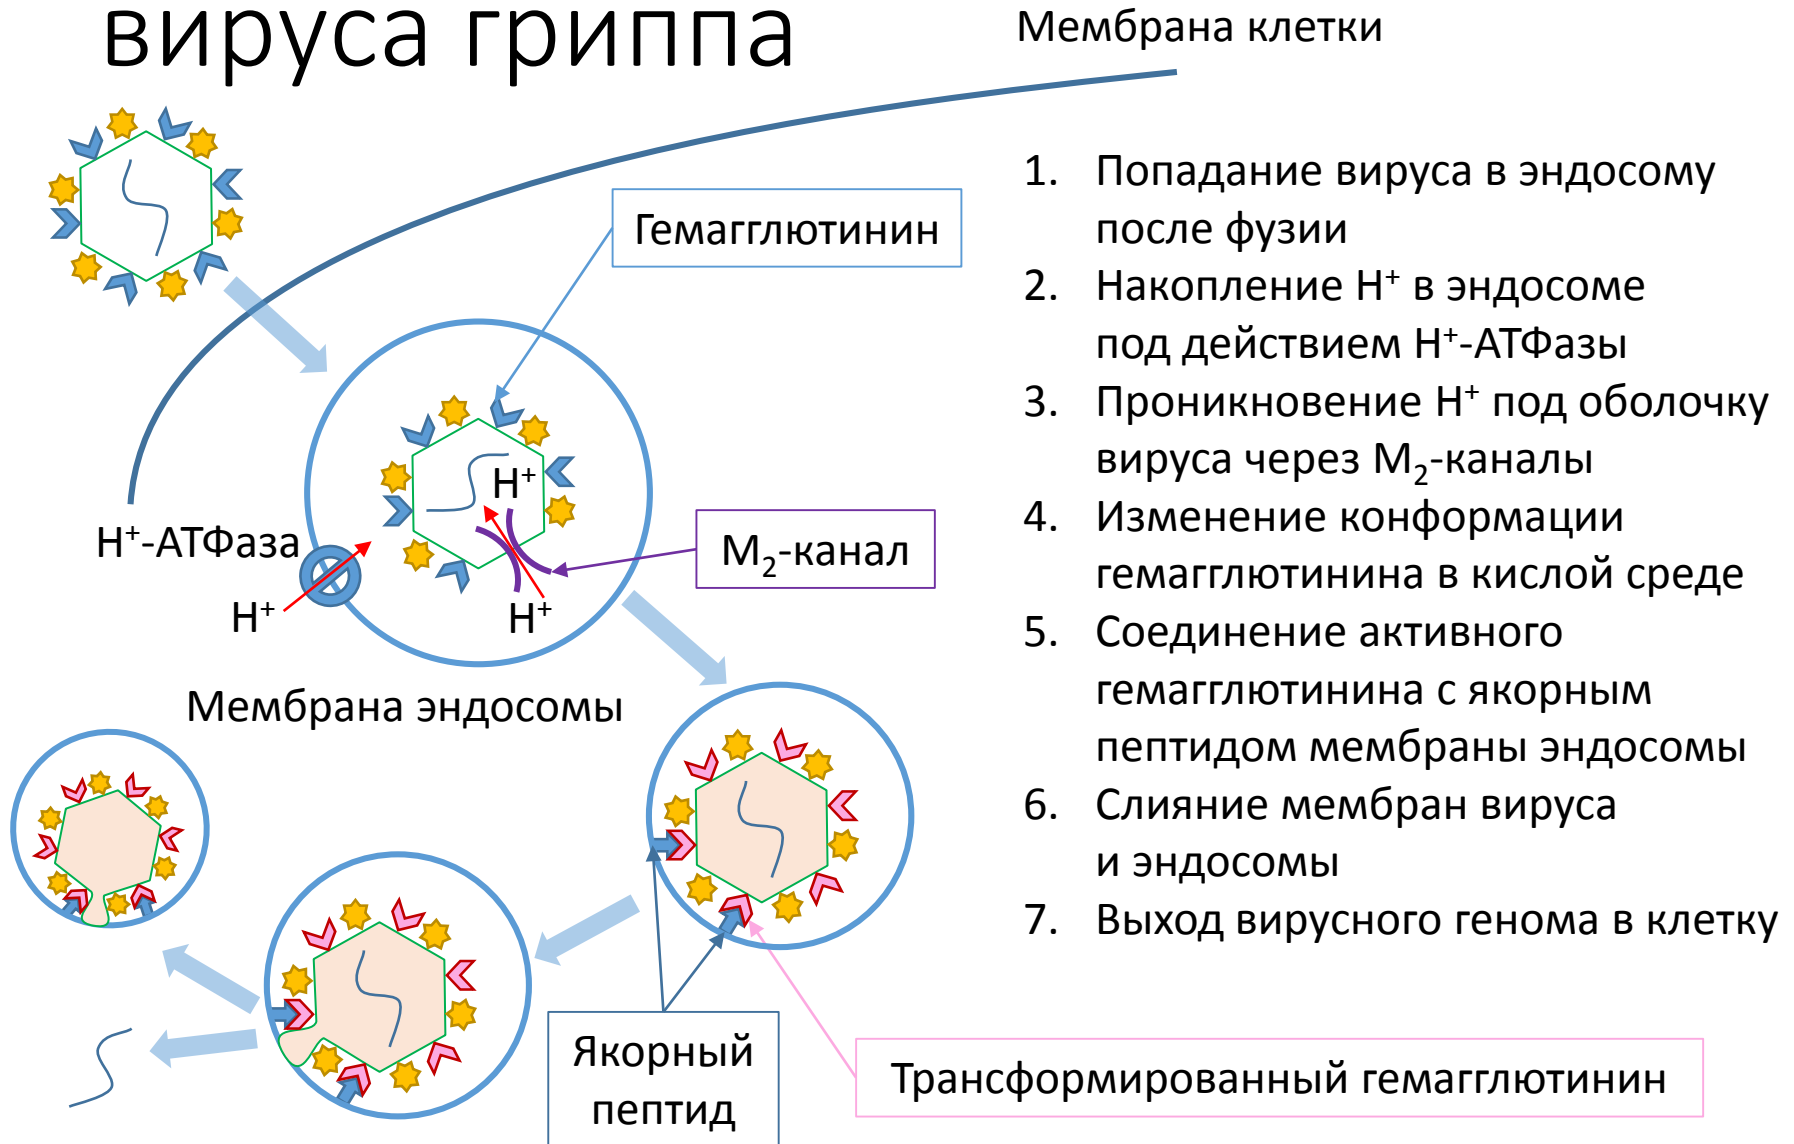 вируса гриппа
Мембрана клетки
Гемагглютинин
H⁺
H⁺-АТФаза
M₂-канал
H⁺
H⁺
Мембрана эндосомы
Якорный
пептид
Трансформированный гемагглютинин
1. Попадание вируса в эндосому
после фузии
2. Накопление H⁺ в эндосоме
под действием H⁺-АТФазы
3. Проникновение H⁺ под оболочку
вируса через M₂-каналы
4. Изменение конформации
гемагглютинина в кислой среде
5. Соединение активного
гемагглютинина с якорным
пептидом мембраны эндосомы
6. Слияние мембран вируса
и эндосомы
7. Выход вирусного генома в клетку